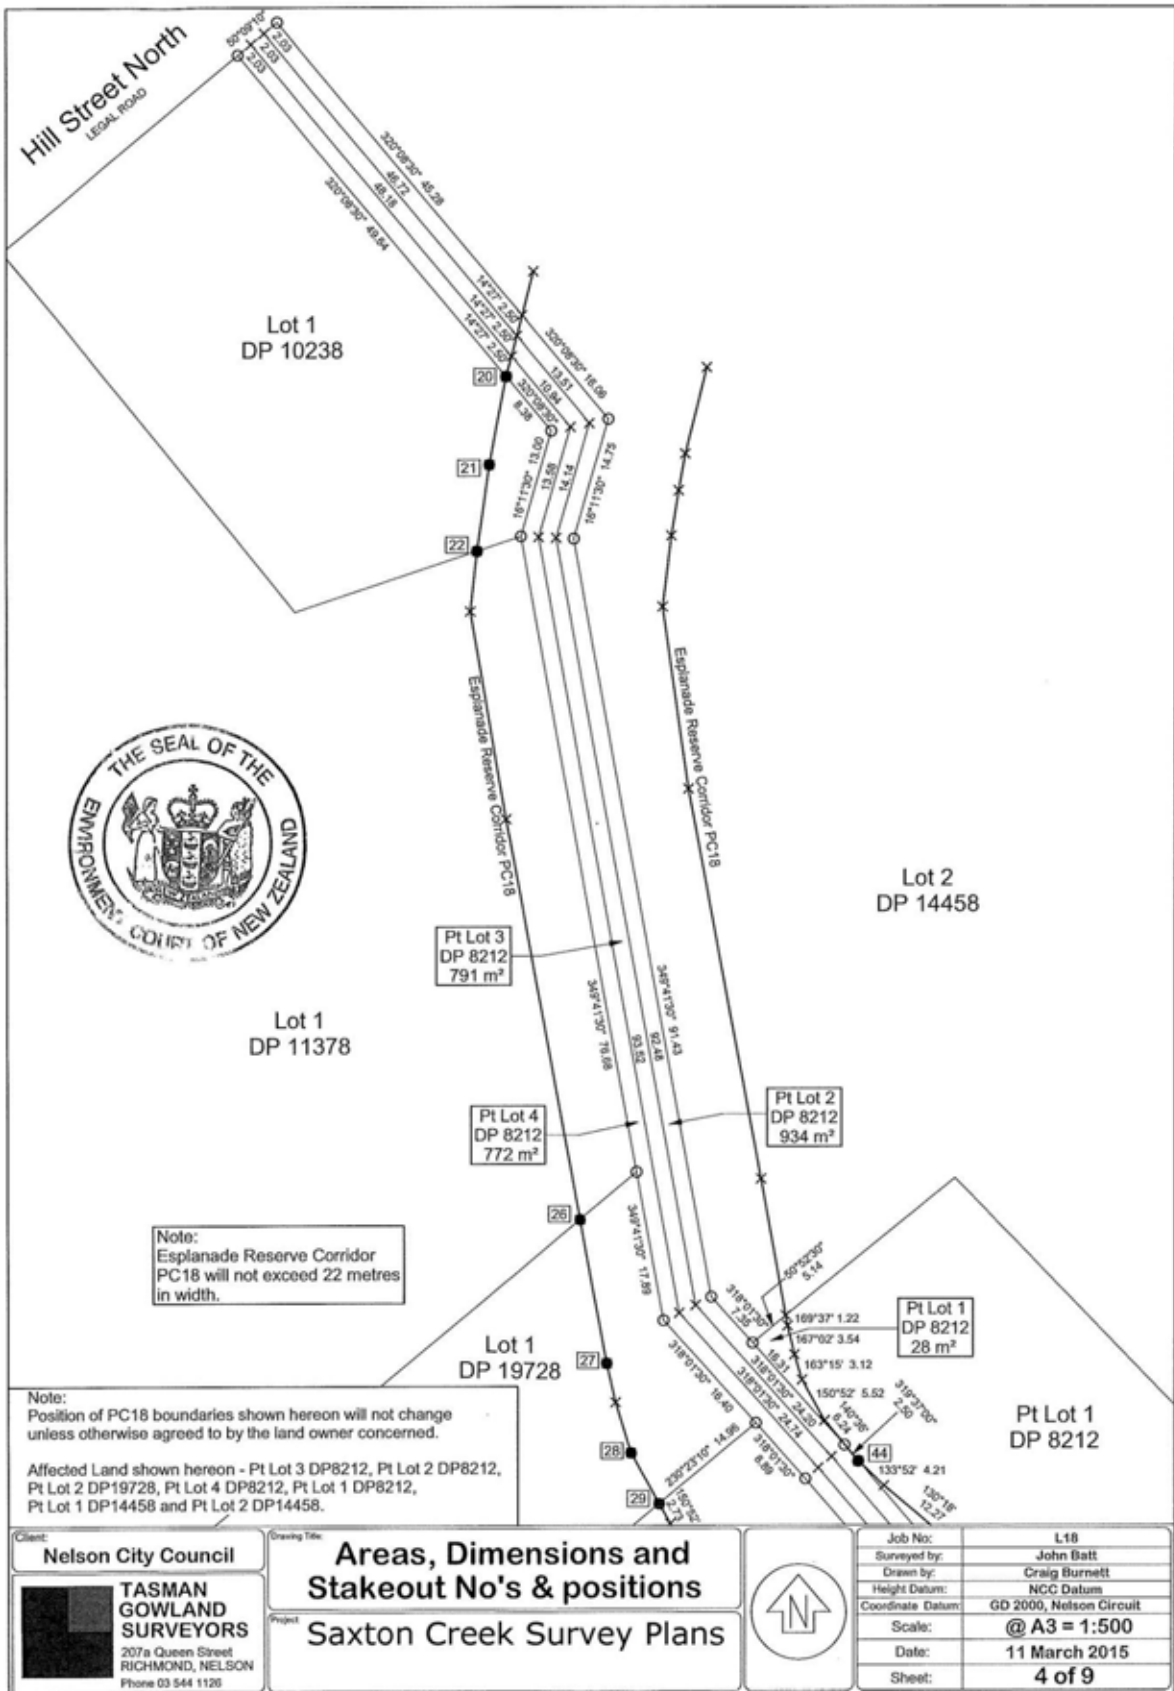 Hill Street North
LEGAL ROAD
50°09'10"
2.03
2.03
2.03
320°08'30" 45.28
46.72
48.18
320°08'30" 49.64
Lot 1
DP 10238
14°27' 2.50
14°27' 2.50
14°27' 2.50
320°08'30" 16.06
13.51
10.94
320°08'30"
8.38
20
21
22
16°11'30" 13.00
13.58
14.14
16°11'30" 14.75
Esplanade Reserve Corridor PC18
Esplanade Reserve Corridor PC18
THE SEAL OF THE
ENVIRONMENT COURT OF NEW ZEALAND
Lot 2
DP 14458
Pt Lot 3
DP 8212
791 m²
Lot 1
DP 11378
349°41'30" 76.68
93.52
92.48
349°41'30" 91.43
Pt Lot 4
DP 8212
772 m²
Pt Lot 2
DP 8212
934 m²
26
349°41'30" 17.89
Note:
Esplanade Reserve Corridor
PC18 will not exceed 22 metres
in width.
50°52'30"
5.14
318°01'30"
7.35
169°37' 1.22
167°02' 3.54
163°15' 3.12
Pt Lot 1
DP 8212
28 m²
Lot 1
DP 19728
27
318°01'30" 16.40
16.31
318°01'30" 24.20
318°01'30" 24.74
150°52' 5.52
140°36'
6.24
319°37'00"
2.50
Pt Lot 1
DP 8212
44
133°52' 4.21
130°18'
12.27
28
29
230°23'10" 14.96
318°01'30"
8.89
150°52'
2.73
Note:
Position of PC18 boundaries shown hereon will not change
unless otherwise agreed to by the land owner concerned.
Affected Land shown hereon - Pt Lot 3 DP8212, Pt Lot 2 DP8212,
Pt Lot 2 DP19728, Pt Lot 4 DP8212, Pt Lot 1 DP8212,
Pt Lot 1 DP14458 and Pt Lot 2 DP14458.
Client:
Nelson City Council
TASMAN
GOWLAND
SURVEYORS
207a Queen Street
RICHMOND, NELSON
Phone 03 544 1126
Drawing Title:
Areas, Dimensions and
Stakeout No's & positions
Project
Saxton Creek Survey Plans
N
Job No: L18
Surveyed by: John Batt
Drawn by: Craig Burnett
Height Datum: NCC Datum
Coordinate Datum: GD 2000, Nelson Circuit
Scale: @ A3 = 1:500
Date: 11 March 2015
Sheet: 4 of 9